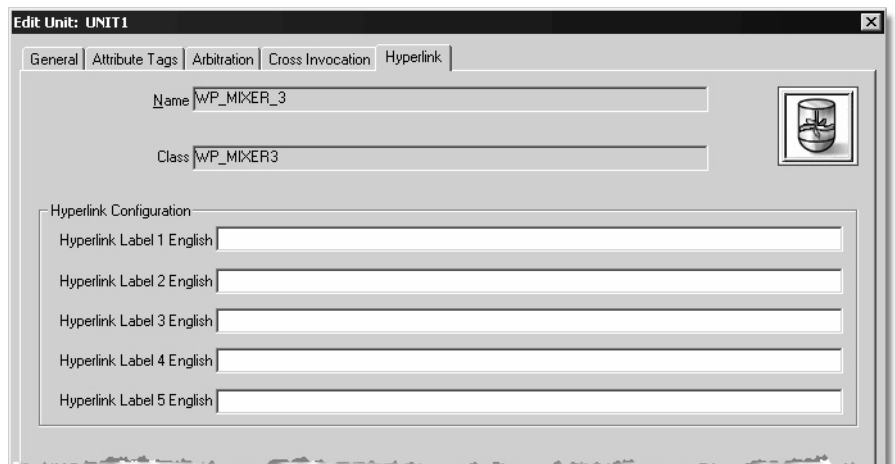 Edit Unit: UNIT1
General Attribute Tags Arbitration Cross Invocation Hyperlink
Name WP_MIXER_3
Class WP_MIXER3
Hyperlink Configuration
Hyperlink Label 1 English
Hyperlink Label 2 English
Hyperlink Label 3 English
Hyperlink Label 4 English
Hyperlink Label 5 English